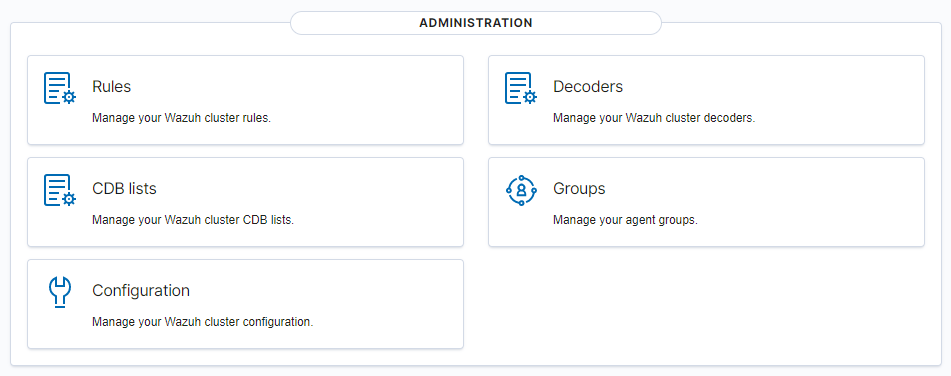 ADMINISTRATION
Rules
Manage your Wazuh cluster rules.
Decoders
Manage your Wazuh cluster decoders.
CDB lists
Manage your Wazuh cluster CDB lists.
Groups
Manage your agent groups.
Configuration
Manage your Wazuh cluster configuration.